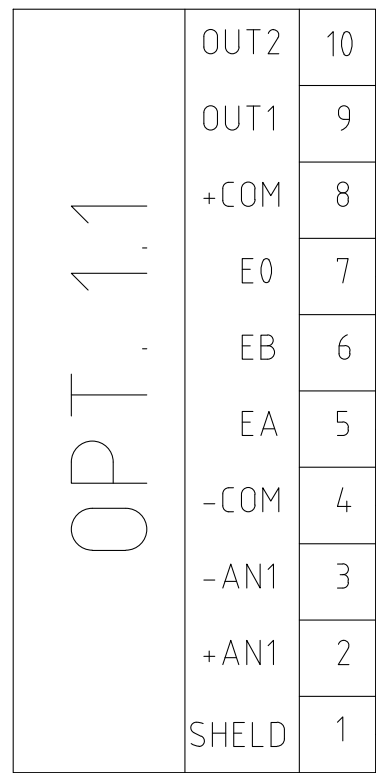 OPT. 1.1
OUT2 10
OUT1 9
+COM 8
E0 7
EB 6
EA 5
-COM 4
-AN1 3
+AN1 2
SHELD 1